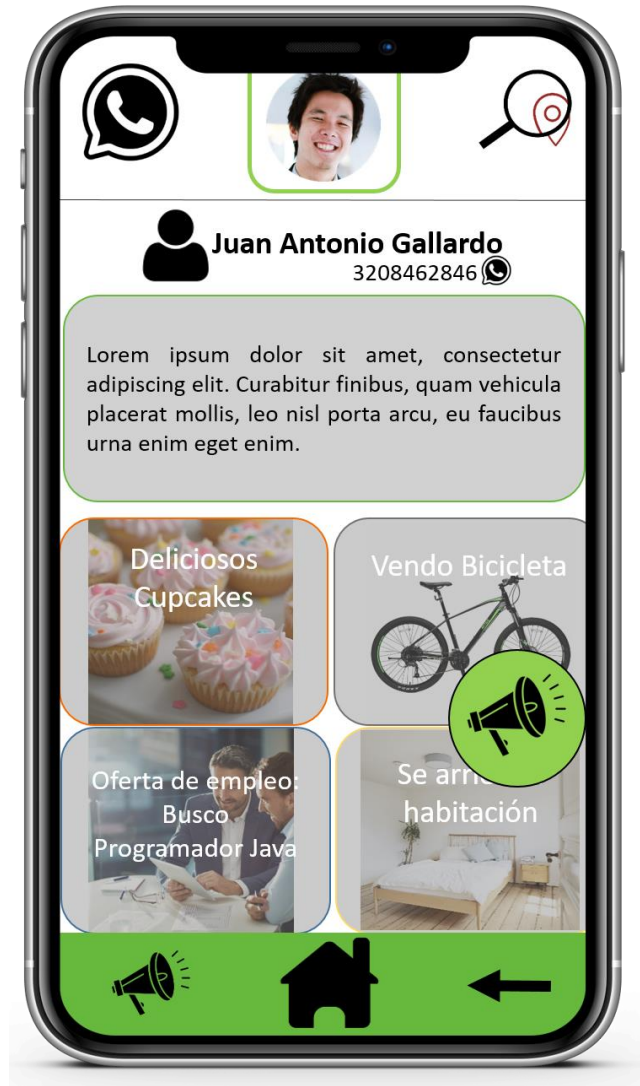 Juan Antonio Gallardo
3208462846
Lorem ipsum dolor sit amet, consectetur
adipiscing elit. Curabitur finibus, quam vehicula
placerat mollis, leo nisl porta arcu, eu faucibus
urna enim eget enim.
Deliciosos
Cupcakes
Vendo Bicicleta
Oferta de empleo:
Busco
Programador Java
Se
habitación